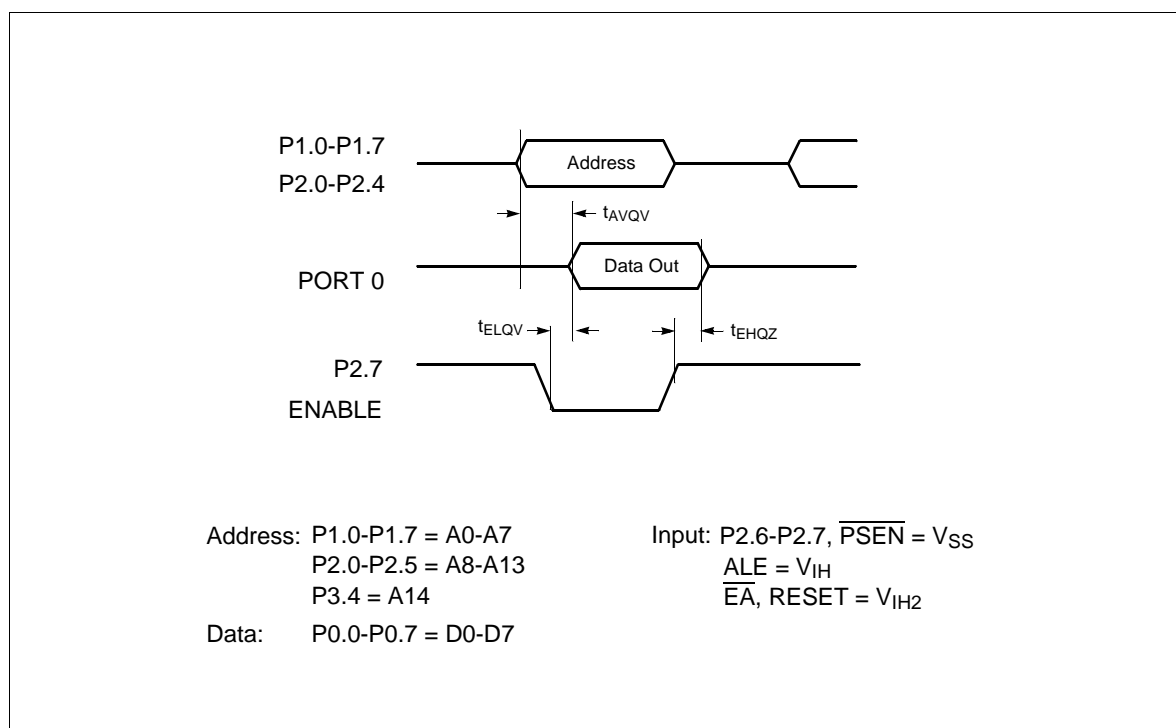 P1.0-P1.7
P2.0-P2.4
Address
tAVQV
PORT 0
Data Out
tELQV
tEHQZ
P2.7
ENABLE
Address: P1.0-P1.7 = A0-A7
P2.0-P2.5 = A8-A13
P3.4 = A14
Data: P0.0-P0.7 = D0-D7
Input: P2.6-P2.7, P̅S̅E̅N̅ = VSS
ALE = VIH
E̅A̅, RESET = VIH2